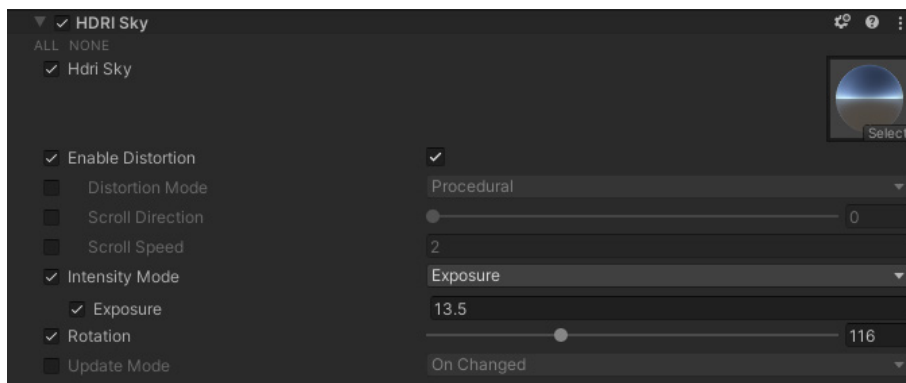 HDRI Sky
ALL NONE
Hdri Sky
Select
Enable Distortion
Distortion Mode Procedural
Scroll Direction 0
Scroll Speed 2
Intensity Mode Exposure
Exposure 13.5
Rotation 116
Update Mode On Changed